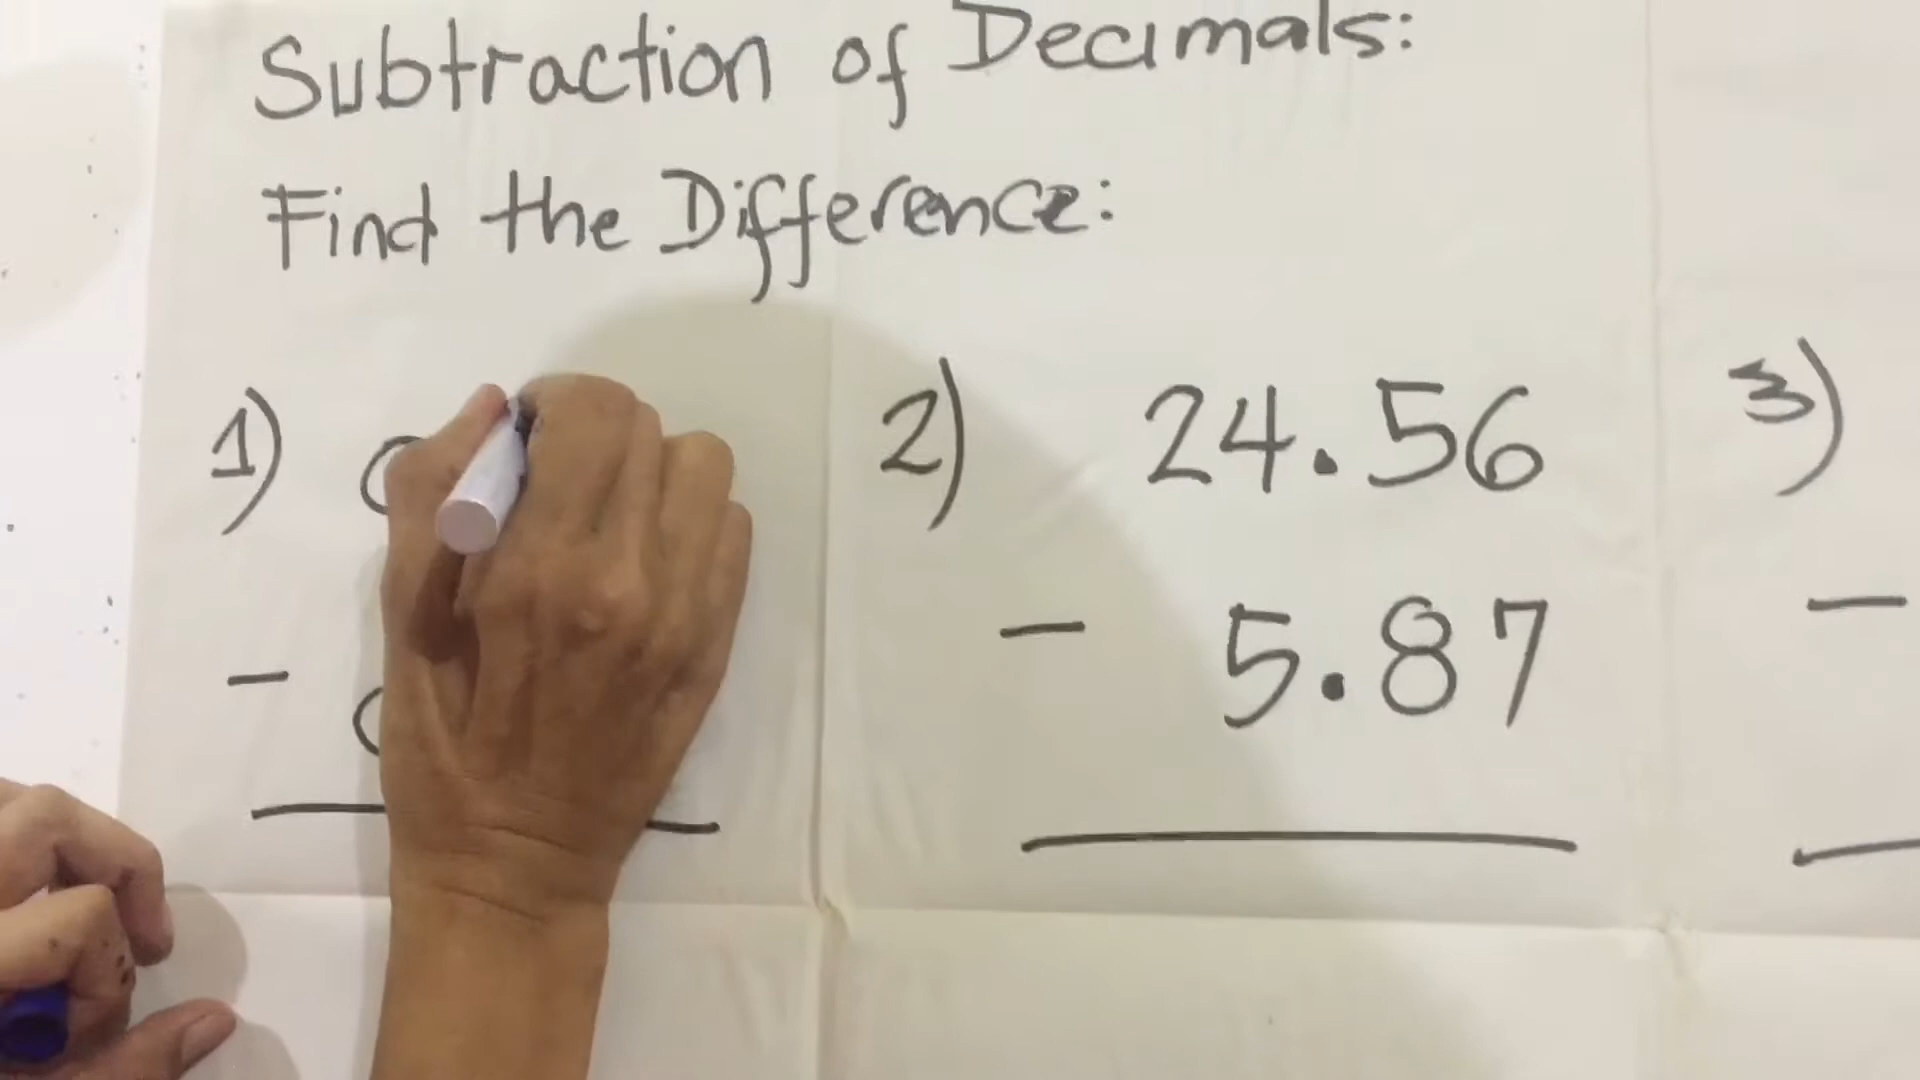 Subtraction of Decimals:
Find the Difference:
1)
2) 24.56
- 5.87
3)
-